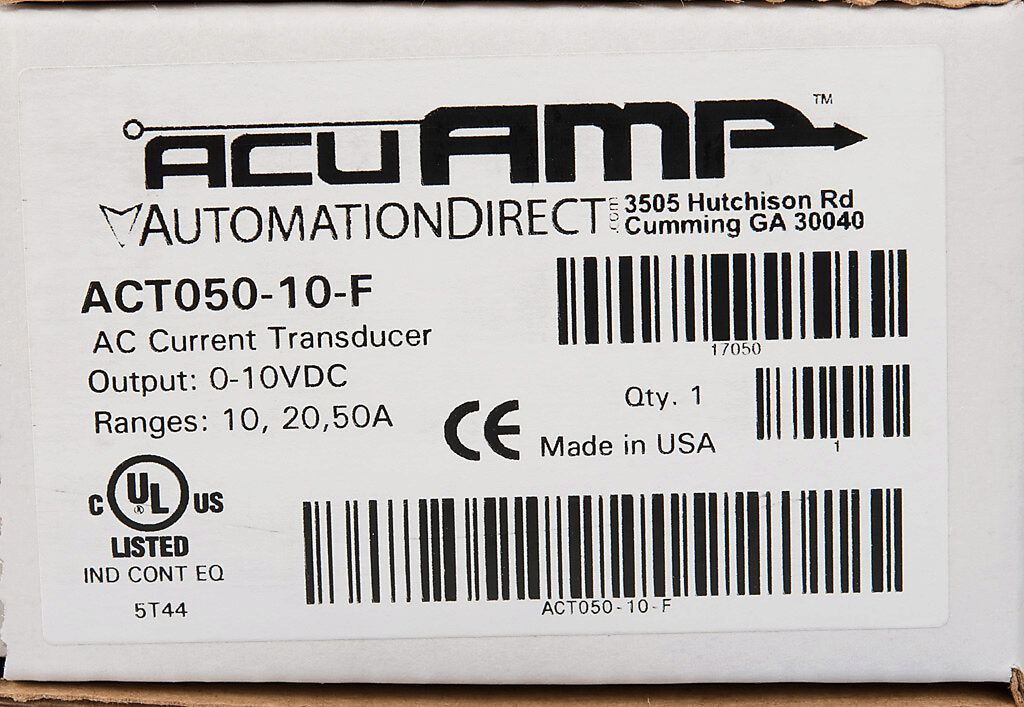 ACUAMP™
AUTOMATIONDIRECT.com
3505 Hutchison Rd
Cumming GA 30040
ACT050-10-F
AC Current Transducer
Output: 0-10VDC
Ranges: 10, 20,50A
17050
Qty. 1
1
CE Made in USA
C UL® US
LISTED
IND CONT EQ
5T44
ACT050-10-F